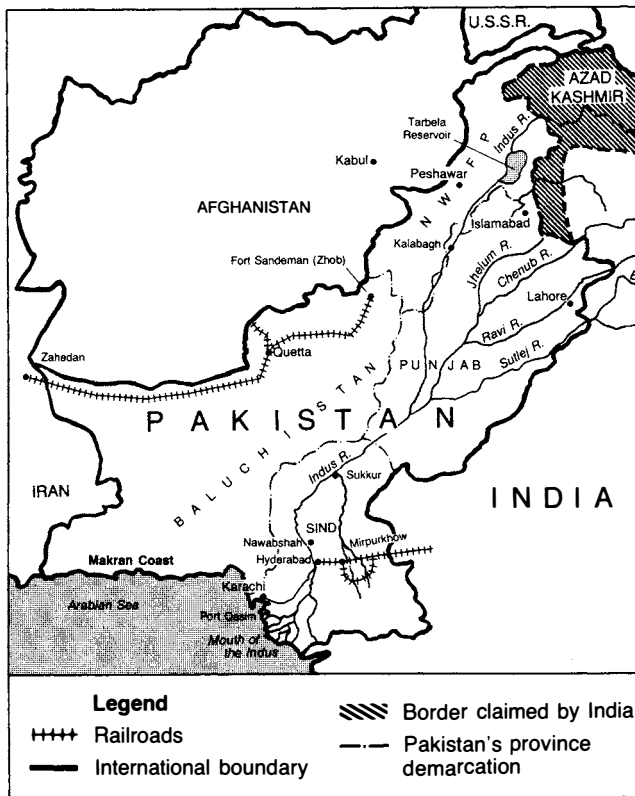 U.S.S.R.
AZAD
KASHMIR
Tarbela
Reservoir
Indus R.
Kabul
Peshawar
N W F P
AFGHANISTAN
Islamabad
Kalabagh
Jhelum R.
Chenub R.
Fort Sandeman (Zhob)
Lahore
Ravi R.
Zahedan
Quetta
PUNJAB
Sutlej R.
PAKISTAN
BALUCHISTAN
Indus R.
Sukkur
IRAN
INDIA
SIND
Nawabshah
Mirpurkhow
Hyderabad
Makran Coast
Karachi
Arabian Sea
Port Qasim
Mouth of
the Indus
Legend
Railroads
International boundary
Border claimed by India
Pakistan's province
demarcation